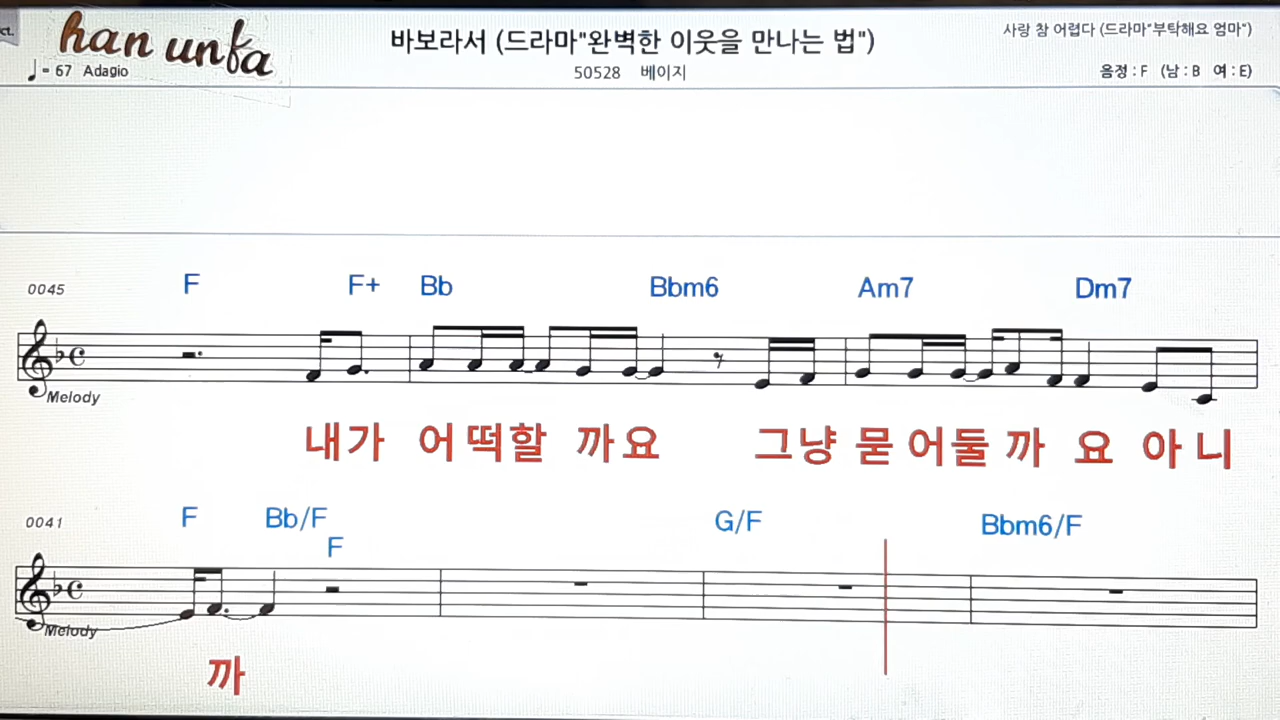 ct.
han unfa
바보라서 (드라마"완벽한 이웃을 만나는 법")
사랑 참 어렵다 (드라마"부탁해요 엄마")
♩= 67 Adagio
50528 베이지
음정 : F (남 : B 여 : E)
0045 F F+ Bb Bbm6 Am7 Dm7
Melody
내가 어떡할 까요 그냥 묻어둘까 요 아니
0041 F Bb/F G/F Bbm6/F
F
Melody
까